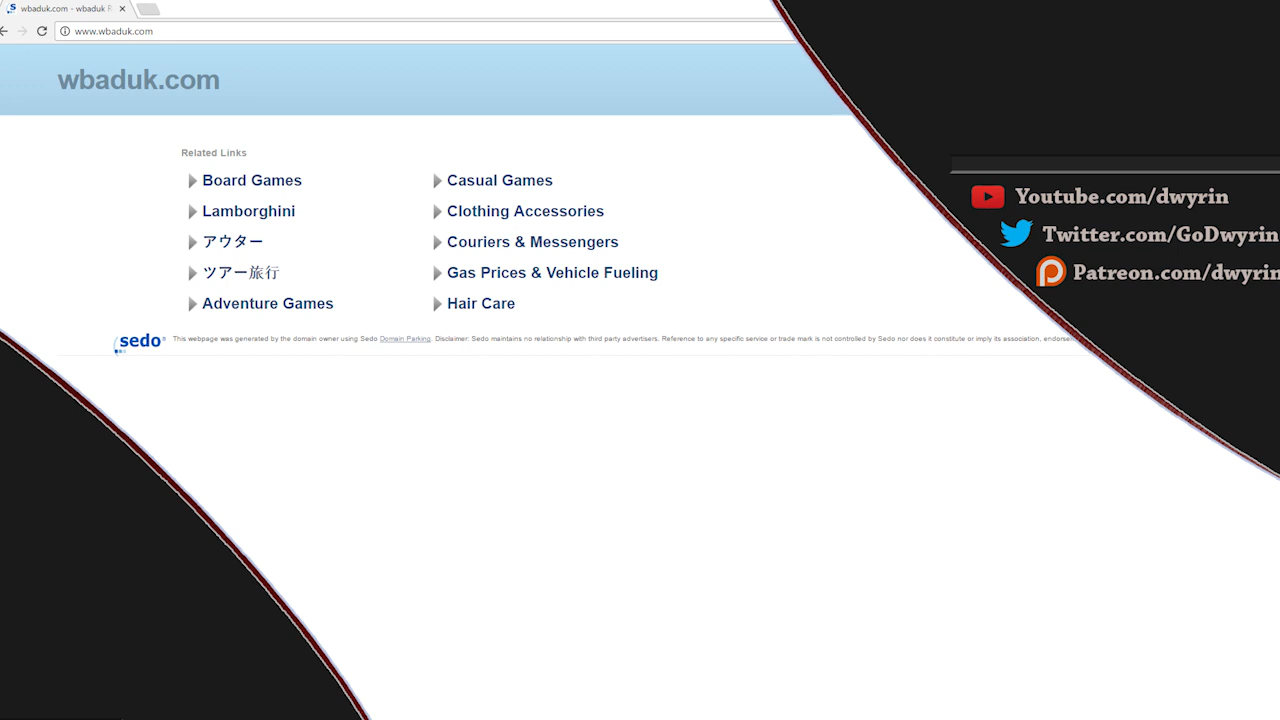 wbaduk.com - wbaduk R
www.wbaduk.com
wbaduk.com
Related Links
Board Games
Casual Games
Lamborghini
Clothing Accessories
アウター
Couriers & Messengers
ツアー旅行
Gas Prices & Vehicle Fueling
Adventure Games
Hair Care
sedo
This webpage was generated by the domain owner using Sedo Domain Parking. Disclaimer: Sedo maintains no relationship with third party advertisers. Reference to any specific service or trade mark is not controlled by Sedo nor does it constitute or imply its association, endorse
Youtube.com/dwyrin
Twitter.com/GoDwyrin
Patreon.com/dwyrin